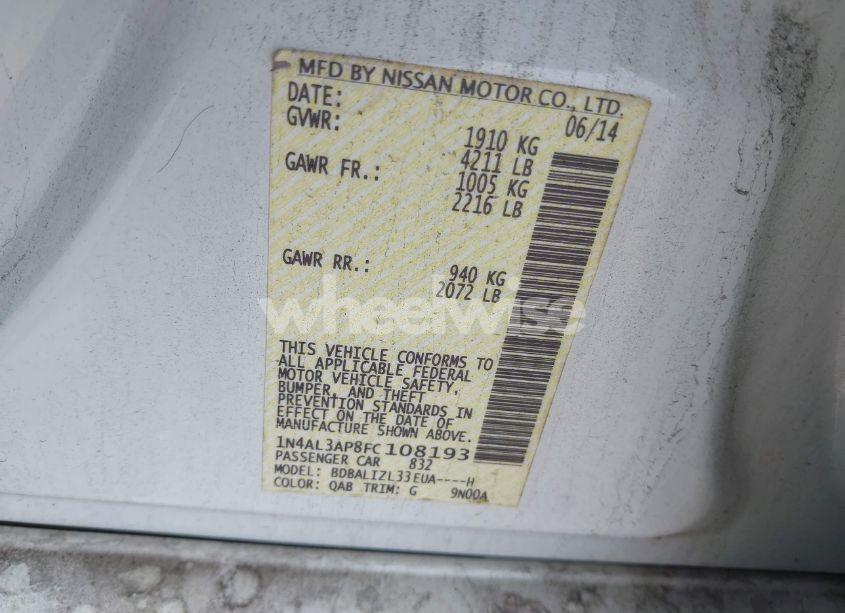 MFD BY NISSAN MOTOR CO., LTD.
DATE: 06/14
GVWR: 1910 KG
4211 LB
GAWR FR.: 1005 KG
2216 LB
GAWR RR.: 940 KG
2072 LB
wheelwise
THIS VEHICLE CONFORMS TO
ALL APPLICABLE FEDERAL
MOTOR VEHICLE SAFETY,
BUMPER, AND THEFT
PREVENTION STANDARDS IN
EFFECT ON THE DATE OF
MANUFACTURE SHOWN ABOVE.
1N4AL3AP8FC108193
PASSENGER CAR 832
MODEL: BDBALIZL33EUA----H
COLOR: QAB TRIM: G 9N00A